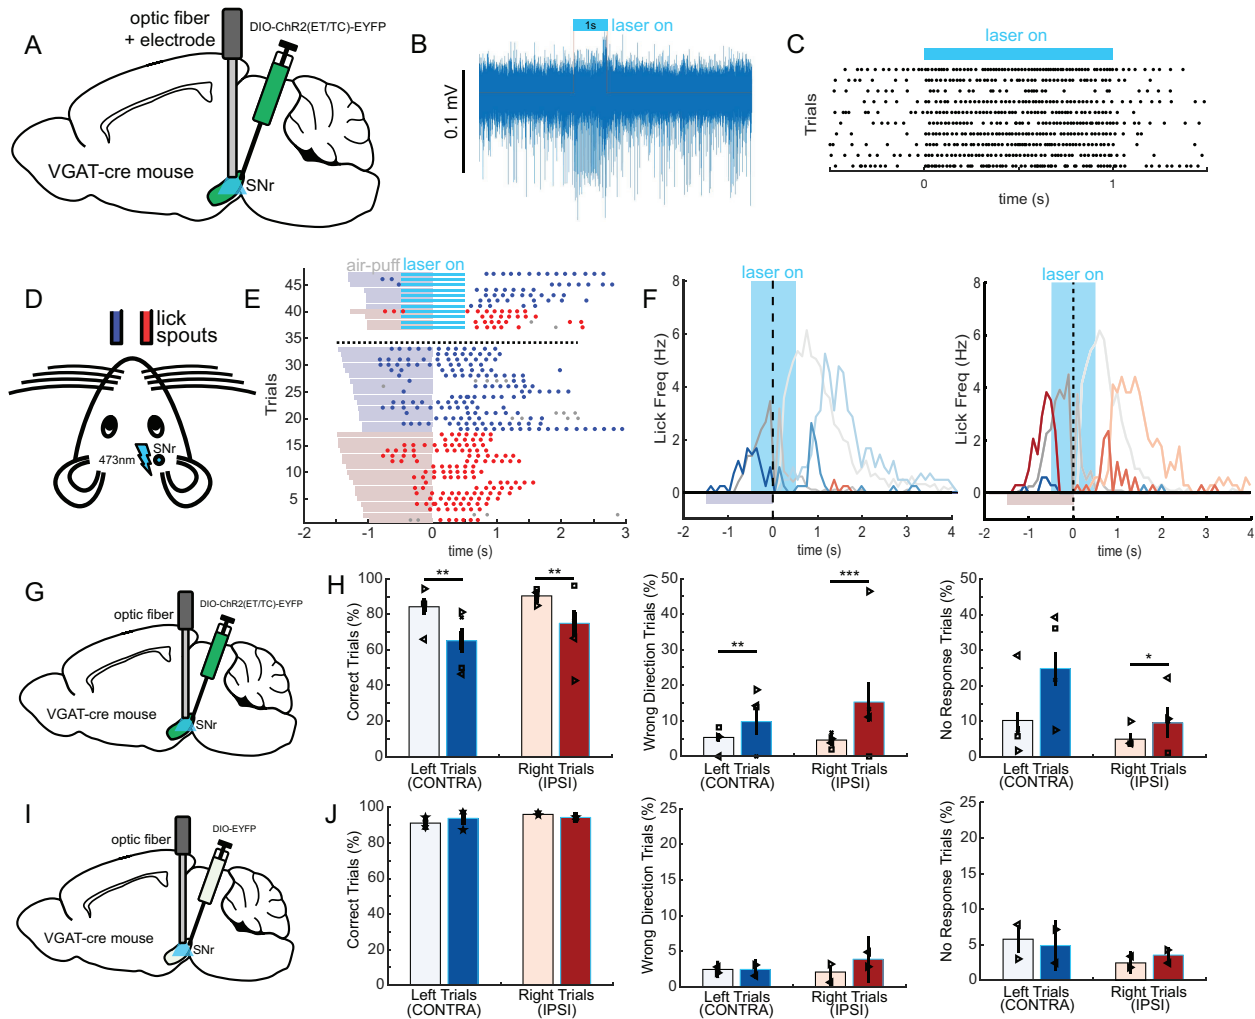 A
optic fiber
+ electrode
DIO-ChR2(ET/TC)-EYFP
VGAT-cre mouse
SNr
B
1s
laser on
0.1 mV
C
laser on
Trials
0
1
time (s)
D
lick
spouts
473nm
SNr
E
air-puff
laser on
Trials
45
40
35
30
25
20
15
10
5
-2
-1
0
1
2
3
time (s)
F
laser on
Lick Freq (Hz)
8
6
4
2
0
-2
-1
0
1
2
3
4
time (s)
laser on
Lick Freq (Hz)
8
6
4
2
0
-2
-1
0
1
2
3
4
time (s)
G
optic fiber
DIO-ChR2(ET/TC)-EYFP
VGAT-cre mouse
SNr
H
Correct Trials (%)
100
80
60
40
20
0
**
**
Left Trials
(CONTRA)
Right Trials
(IPSI)
Wrong Direction Trials (%)
50
40
30
20
10
0
**
***
Left Trials
(CONTRA)
Right Trials
(IPSI)
No Response Trials (%)
50
40
30
20
10
0
*
Left Trials
(CONTRA)
Right Trials
(IPSI)
I
optic fiber
DIO-EYFP
VGAT-cre mouse
SNr
J
Correct Trials (%)
100
80
60
40
20
0
Left Trials
(CONTRA)
Right Trials
(IPSI)
Wrong Direction Trials (%)
25
20
15
10
5
0
Left Trials
(CONTRA)
Right Trials
(IPSI)
No Response Trials (%)
25
20
15
10
5
0
Left Trials
(CONTRA)
Right Trials
(IPSI)